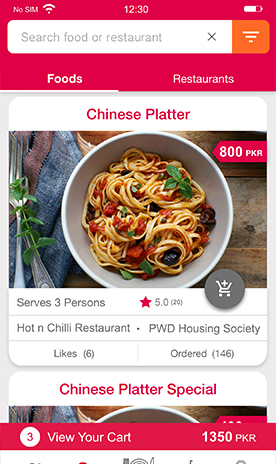 No SIM 12:30
Search food or restaurant
Foods Restaurants
Chinese Platter
800 PKR
Serves 3 Persons 5.0 (20)
Hot n Chilli Restaurant • PWD Housing Society
Likes (6) Ordered (146)
Chinese Platter Special
3 View Your Cart 1350 PKR